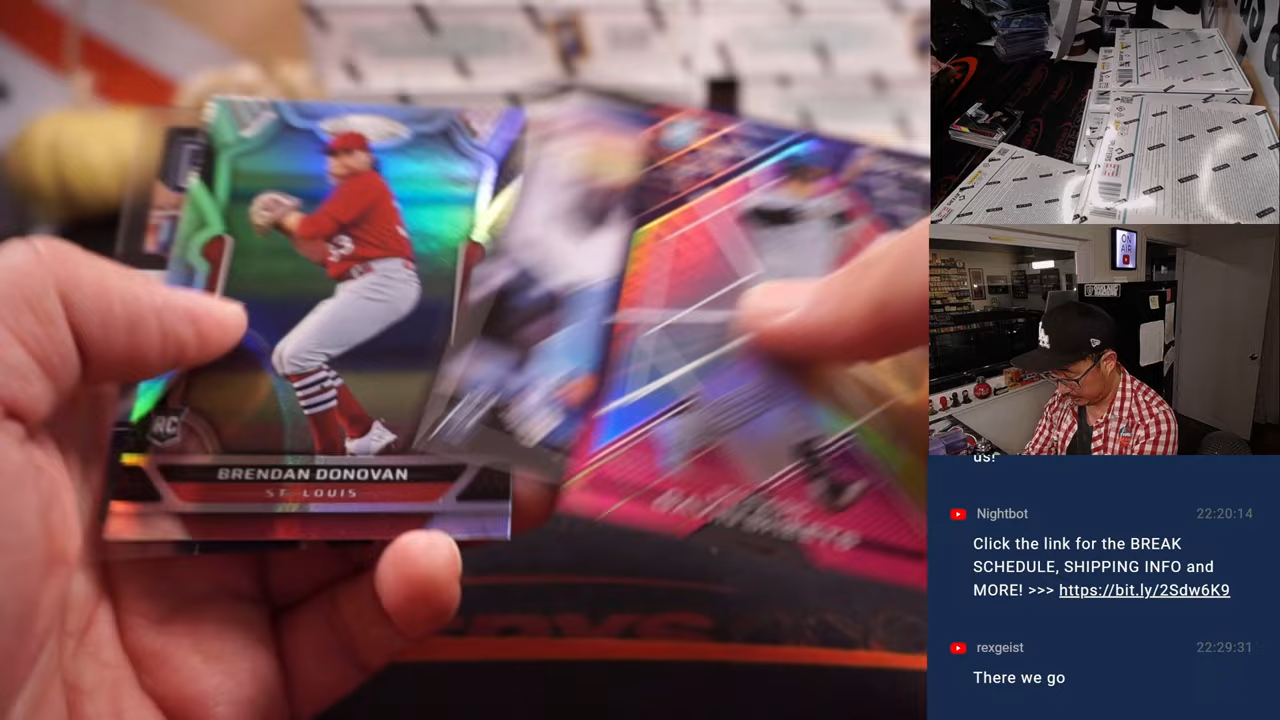 RC
BRENDAN DONOVAN
ST. LOUIS
ON
AIR
us!
Nightbot
22:20:14
Click the link for the BREAK
SCHEDULE, SHIPPING INFO and
MORE! >>> https://bit.ly/2Sdw6K9
rexgeist
22:29:31
There we go